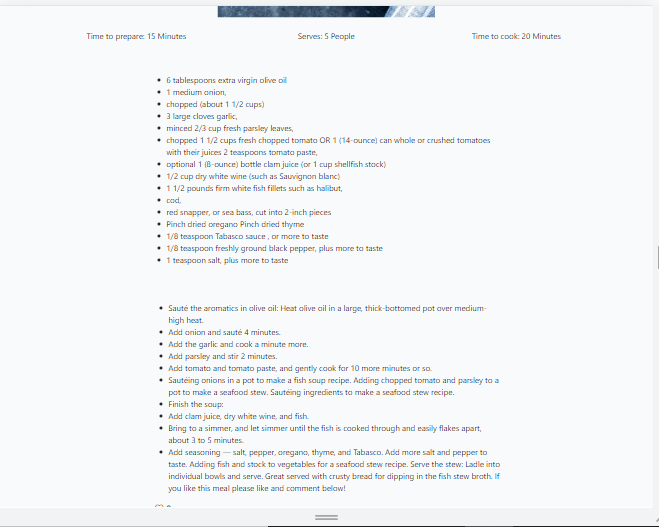 Time to prepare: 15 Minutes Serves: 5 People Time to cook: 20 Minutes
6 tablespoons extra virgin olive oil
1 medium onion,
chopped (about 1 1/2 cups)
3 large cloves garlic,
minced 2/3 cup fresh parsley leaves,
chopped 1 1/2 cups fresh chopped tomato OR 1 (14-ounce) can whole or crushed tomatoes
with their juices 2 teaspoons tomato paste,
optional 1 (8-ounce) bottle clam juice (or 1 cup shellfish stock)
1/2 cup dry white wine (such as Sauvignon blanc)
1 1/2 pounds firm white fish fillets such as halibut,
cod,
red snapper, or sea bass, cut into 2-inch pieces
Pinch dried oregano Pinch dried thyme
1/8 teaspoon Tabasco sauce , or more to taste
1/8 teaspoon freshly ground black pepper, plus more to taste
1 teaspoon salt, plus more to taste
Sauté the aromatics in olive oil: Heat olive oil in a large, thick-bottomed pot over medium-
high heat.
Add onion and sauté 4 minutes.
Add the garlic and cook a minute more.
Add parsley and stir 2 minutes.
Add tomato and tomato paste, and gently cook for 10 more minutes or so.
Sautéing onions in a pot to make a fish soup recipe. Adding chopped tomato and parsley to a
pot to make a seafood stew. Sautéing ingredients to make a seafood stew recipe.
Finish the soup:
Add clam juice, dry white wine, and fish.
Bring to a simmer, and let simmer until the fish is cooked through and easily flakes apart,
about 3 to 5 minutes.
Add seasoning — salt, pepper, oregano, thyme, and Tabasco. Add more salt and pepper to
taste. Adding fish and stock to vegetables for a seafood stew recipe. Serve the stew: Ladle into
individual bowls and serve. Great served with crusty bread for dipping in the fish stew broth. If
you like this meal please like and comment below!